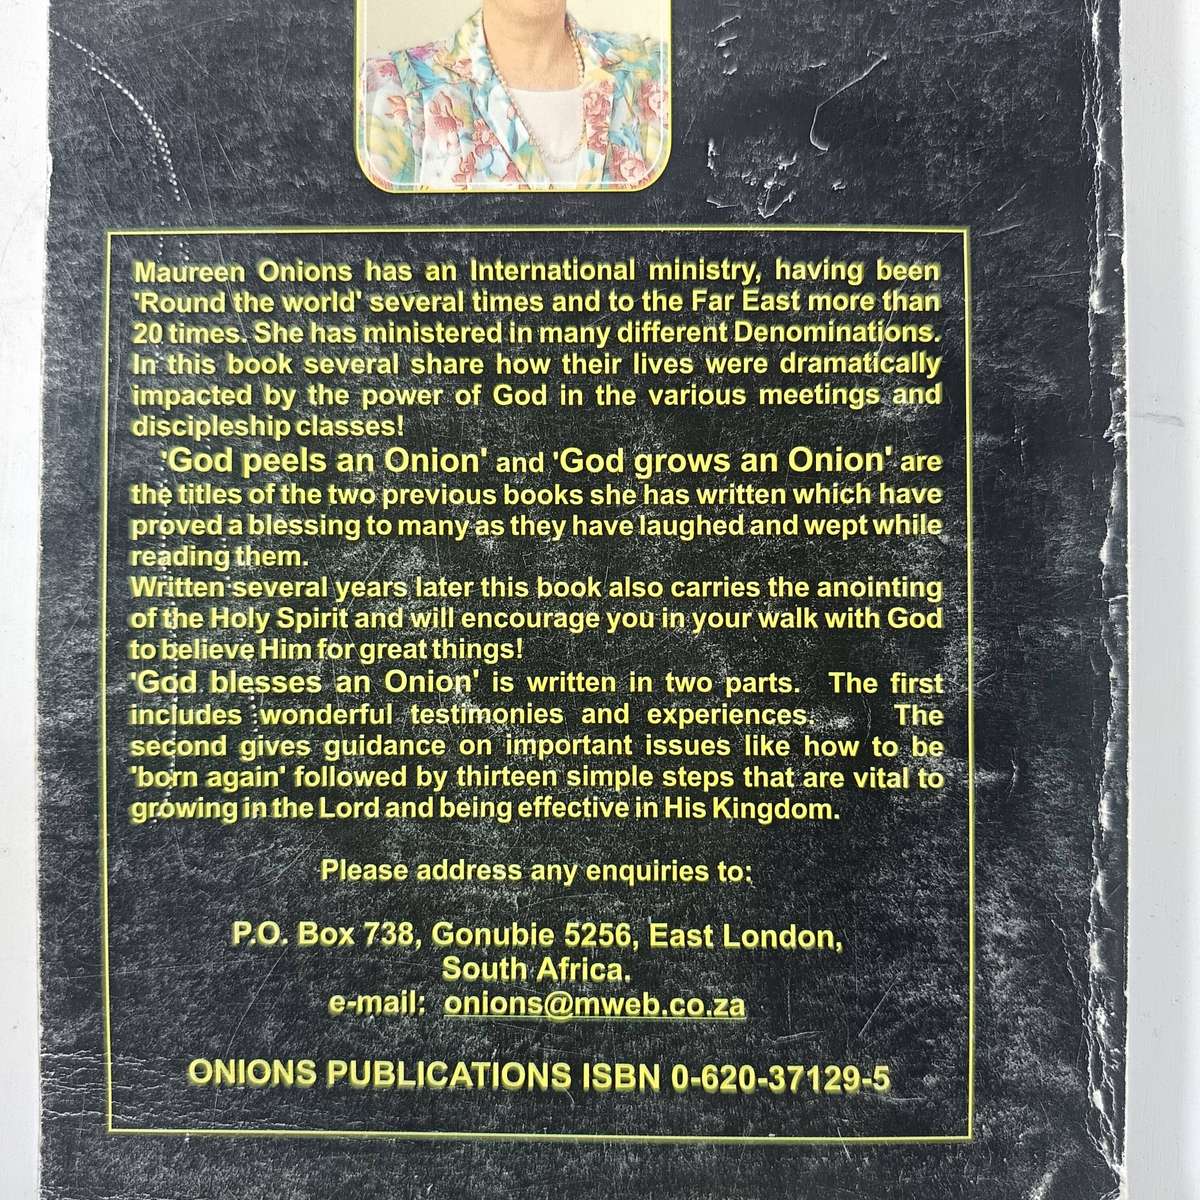 Maureen Onions has an International ministry, having been
'Round the world' several times and to the Far East more than
20 times. She has ministered in many different Denominations.
In this book several share how their lives were dramatically
impacted by the power of God in the various meetings and
discipleship classes!
'God peels an Onion' and 'God grows an Onion' are
the titles of the two previous books she has written which have
proved a blessing to many as they have laughed and wept while
reading them.
Written several years later this book also carries the anointing
of the Holy Spirit and will encourage you in your walk with God
to believe Him for great things!
'God blesses an Onion' is written in two parts. The first
includes wonderful testimonies and experiences. The
second gives guidance on important issues like how to be
'born again' followed by thirteen simple steps that are vital to
growing in the Lord and being effective in His Kingdom.
Please address any enquiries to:
P.O. Box 738, Gonubie 5256, East London,
South Africa.
e-mail: onions@mweb.co.za
ONIONS PUBLICATIONS ISBN 0-620-37129-5